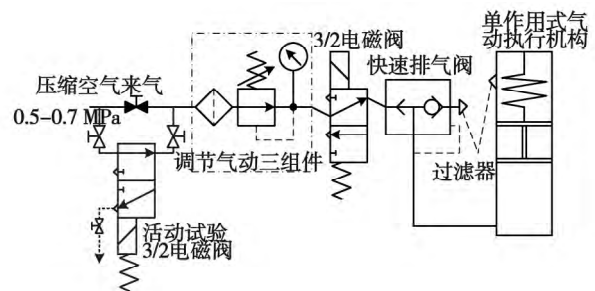 单作用式气
动执行机构
3/2电磁阀
快速排气阀
压缩空气来气
0.5-0.7 MPa
调节气动三组件
过滤器
活动试验
3/2电磁阀